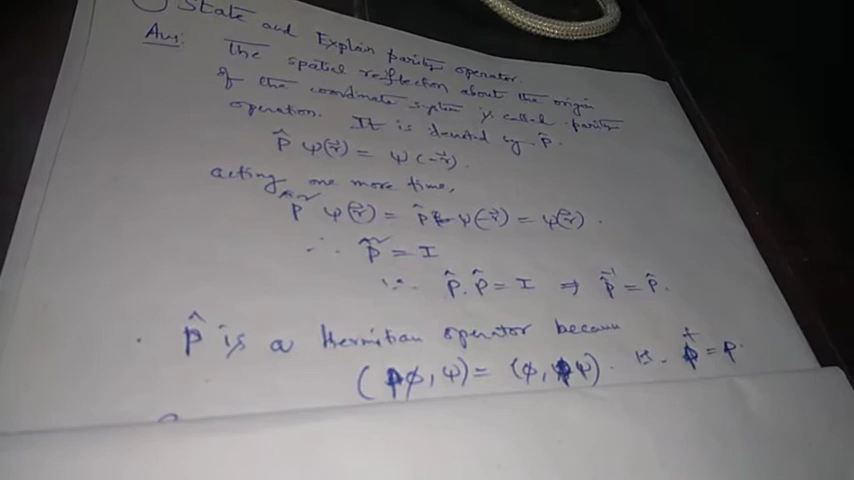 State and Explain parity operator.
Ans: The spatial reflection about the origin
of the coordinate system is called parity
operation. It is denoted by P̂.
P̂ ψ(r⃗) = ψ(-r⃗).
acting one more time,
P̂² ψ(r⃗) = P̂ ψ(-r⃗) = ψ(r⃗).
∴ P̂² = I
∵ P̂.P̂ = I ⇒ P̂⁻¹ = P̂.
P̂ is a Hermitian operator because
(Pϕ, ψ) = (ϕ, Pψ). is. P† = P.